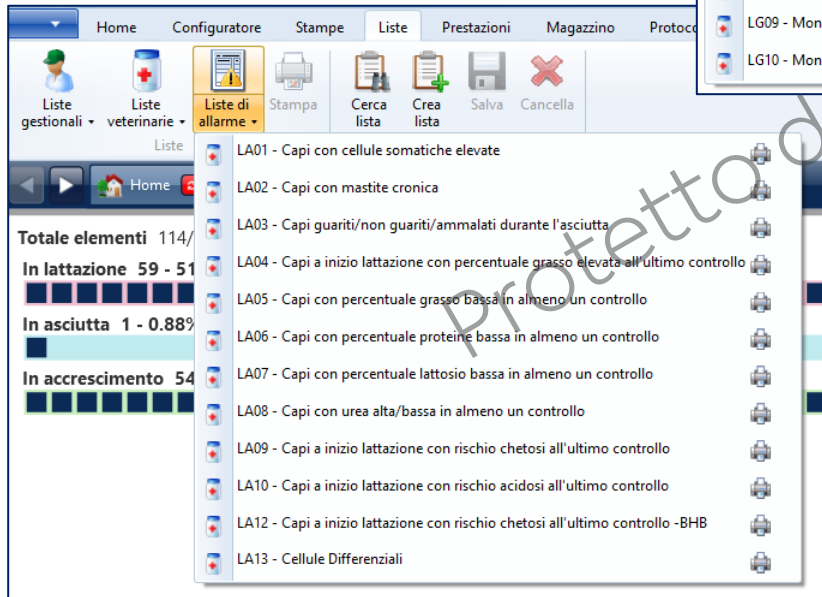 LG09 - Mon
LG10 - Mon
Home Configuratore Stampe Liste Prestazioni Magazzino Protoco
Liste gestionali
Liste veterinarie
Liste di allarme
Stampa
Cerca lista
Crea lista
Salva
Cancella
Liste
Home
LA01 - Capi con cellule somatiche elevate
LA02 - Capi con mastite cronica
LA03 - Capi guariti/non guariti/ammalati durante l'asciutta
LA04 - Capi a inizio lattazione con percentuale grasso elevata all'ultimo controllo
LA05 - Capi con percentuale grasso bassa in almeno un controllo
LA06 - Capi con percentuale proteine bassa in almeno un controllo
LA07 - Capi con percentuale lattosio bassa in almeno un controllo
LA08 - Capi con urea alta/bassa in almeno un controllo
LA09 - Capi a inizio lattazione con rischio chetosi all'ultimo controllo
LA10 - Capi a inizio lattazione con rischio acidosi all'ultimo controllo
LA12 - Capi a inizio lattazione con rischio chetosi all'ultimo controllo -BHB
LA13 - Cellule Differenziali
Totale elementi 114/
In lattazione 59 - 51
In asciutta 1 - 0.88%
In accrescimento 54
Protetto d